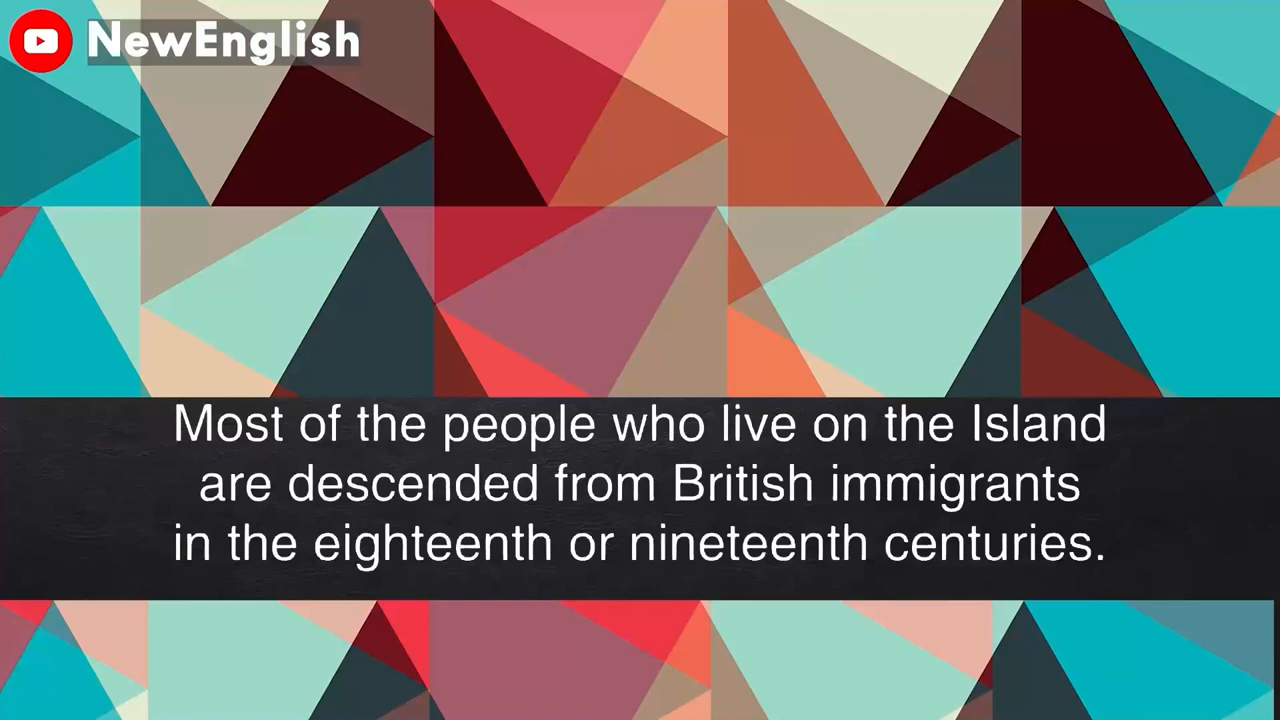 NewEnglish
Most of the people who live on the Island
are descended from British immigrants
in the eighteenth or nineteenth centuries.